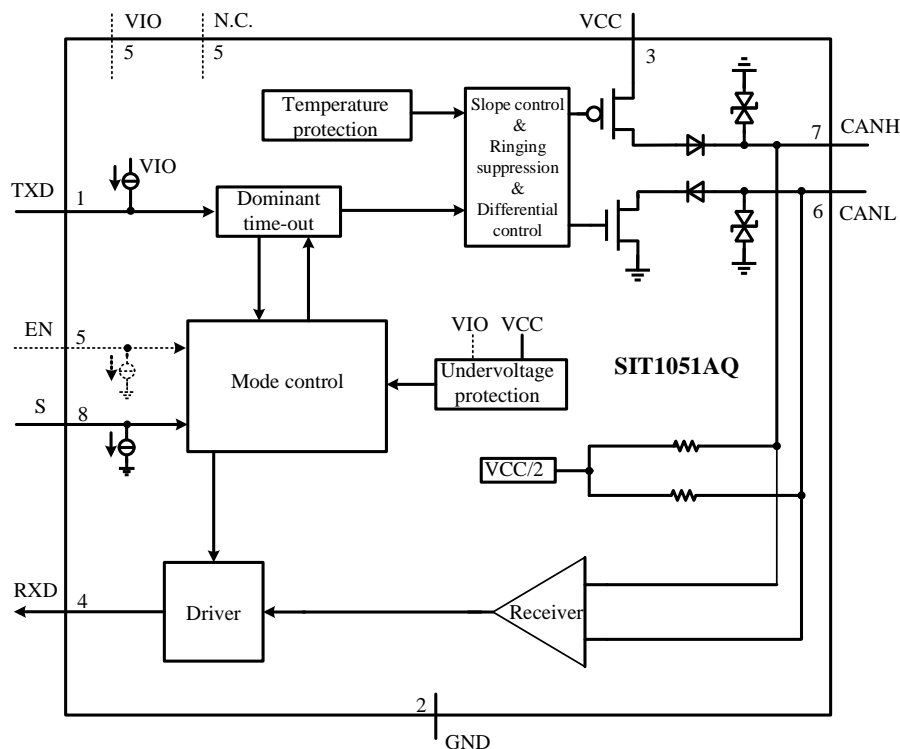 VIO
N.C.
VCC
5
5
3
Temperature
protection
Slope control
&
Ringing
suppression
&
Differential
control
7
CANH
VIO
TXD
1
Dominant
time-out
6
CANL
EN
5
VIO
VCC
Mode control
Undervoltage
protection
SIT1051AQ
S
8
VCC/2
RXD
4
Driver
Receiver
2
GND